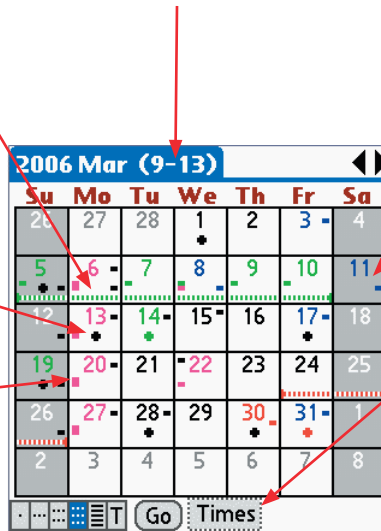 2006 Mar (9-13)
Su Mo Tu We Th Fr Sa
26 27 28 1 2 3 4
5 6 7 8 9 10 11
12 13 14 15 16 17 18
19 20 21 22 23 24 25
26 27 28 29 30 31 1
2 3 4 5 6 7 8
T Go Times